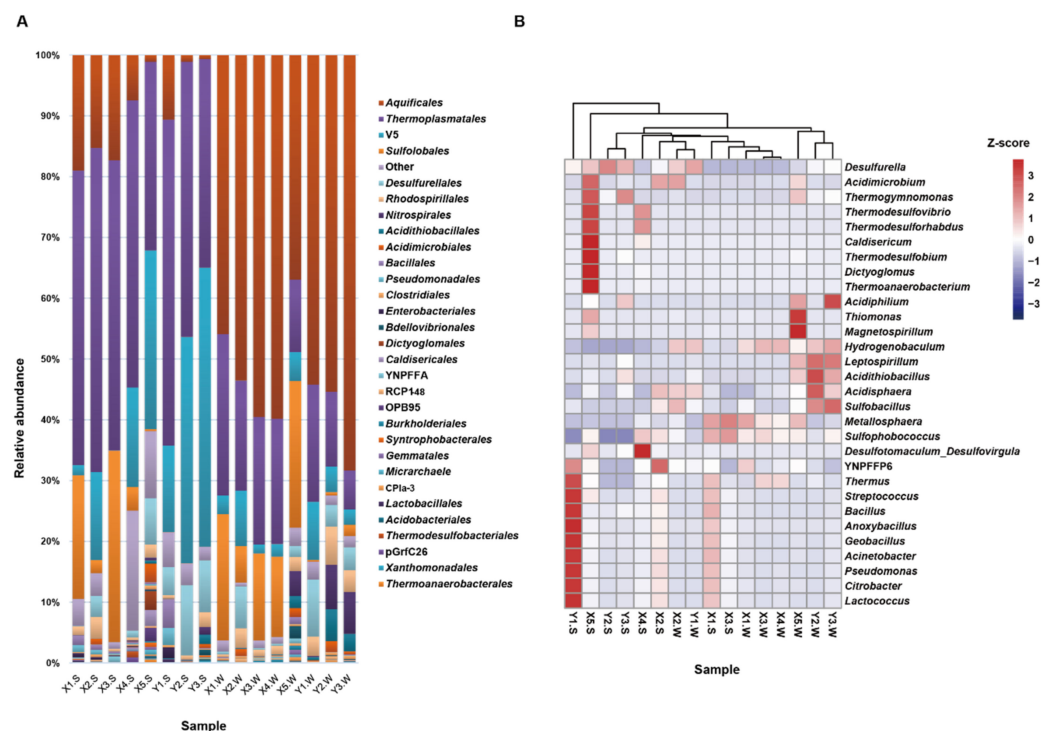 A
B
100%
90%
80%
70%
60%
50%
40%
30%
20%
10%
0%
Relative abundance
X1.S
X2.S
X3.S
X4.S
X5.S
Y1.S
Y2.S
Y3.S
X1.W
X2.W
X3.W
X4.W
X5.W
Y1.W
Y2.W
Y3.W
Sample
Aquificales
Thermoplasmatales
V5
Sulfolobales
Other
Desulfurellales
Rhodospirillales
Nitrospirales
Acidithiobacillales
Acidimicrobiales
Bacillales
Pseudomonadales
Clostridiales
Enterobacteriales
Bdellovibrionales
Dictyoglomales
Caldisericales
YNPFFA
RCP148
OPB95
Burkholderiales
Syntrophobacterales
Gemmatales
Micrarchaele
CPIa-3
Lactobacillales
Acidobacteriales
Thermodesulfobacteriales
pGrfC26
Xanthomonadales
Thermoanaerobacterales
Desulfurella
Acidimicrobium
Thermogymnomonas
Thermodesulfovibrio
Thermodesulforhabdus
Caldisericum
Thermodesulfobium
Dictyoglomus
Thermoanaerobacterium
Acidiphilium
Thiomonas
Magnetospirillum
Hydrogenobaculum
Leptospirillum
Acidithiobacillus
Acidisphaera
Sulfobacillus
Metallosphaera
Sulfophobococcus
Desulfotomaculum_Desulfovirgula
YNPFFP6
Thermus
Streptococcus
Bacillus
Anoxybacillus
Geobacillus
Acinetobacter
Pseudomonas
Citrobacter
Lactococcus
Y1.S
X5.S
Y2.S
Y3.S
X4.S
X2.S
X2.W
Y1.W
X1.S
X3.S
X1.W
X3.W
X4.W
X5.W
Y2.W
Y3.W
Sample
Z-score
3
2
1
0
−1
−2
−3